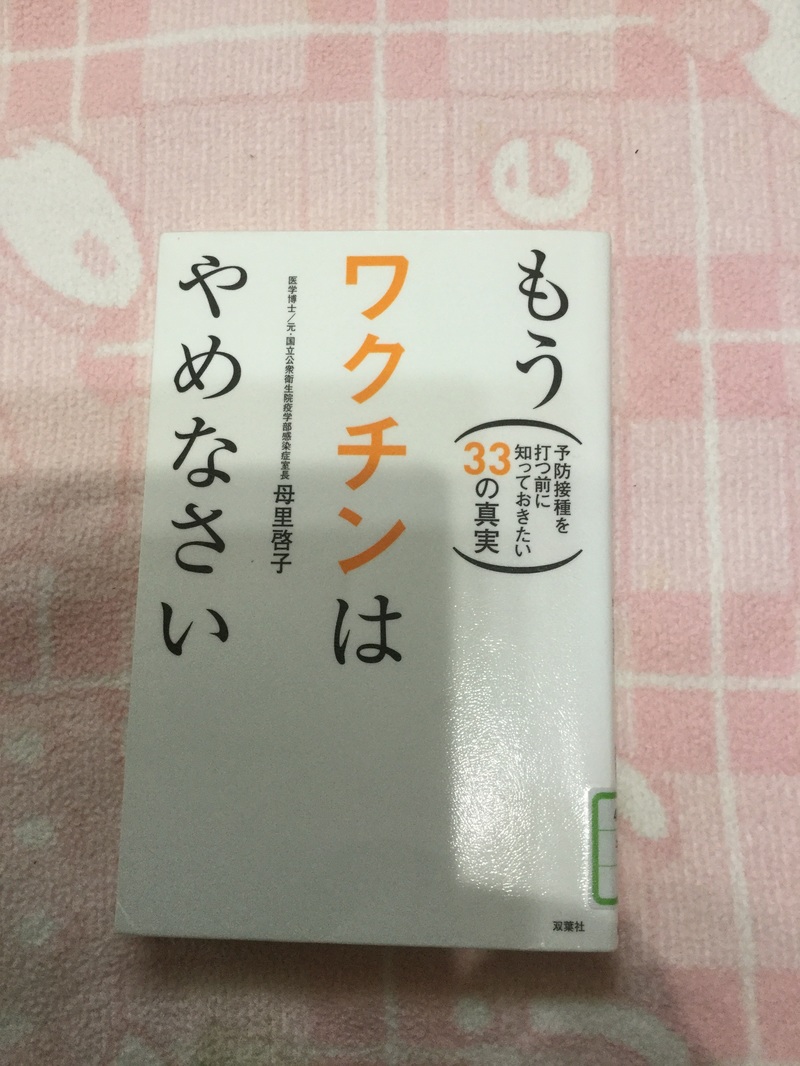 もう
予防接種を
打つ前に
知っておきたい
33の真実
ワクチンは
医学博士/元・国立公衆衛生院疫学部感染症室長 母里啓子
やめなさい
双葉社
e